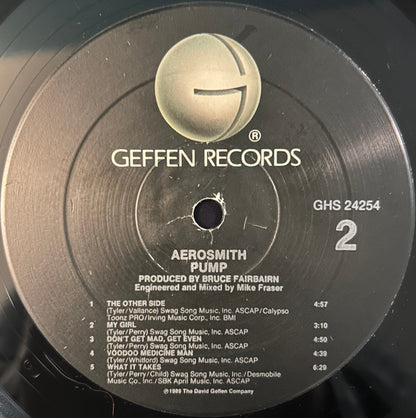 G
®
GEFFEN RECORDS
GHS 24254
2
AEROSMITH
PUMP
PRODUCED BY BRUCE FAIRBAIRN
Engineered and Mixed by Mike Fraser
1 THE OTHER SIDE 4:57
(Tyler/Vallance) Swag Song Music, Inc. ASCAP/Calypso
Toonz PRO/Irving Music Corp., Inc. BMI
2 MY GIRL 3:10
(Tyler/Perry) Swag Song Music, Inc. ASCAP
3 DON'T GET MAD, GET EVEN 4:50
(Tyler/Perry) Swag Song Music, Inc. ASCAP
4 VOODOO MEDICINE MAN 4:39
(Tyler/Whitford) Swag Song Music, Inc. ASCAP
5 WHAT IT TAKES 6:29
(Tyler/Perry/Child) Swag Song Music, Inc./Desmobile
Music Co., Inc./SBK April Music, Inc. ASCAP
℗1989 The David Geffen Company